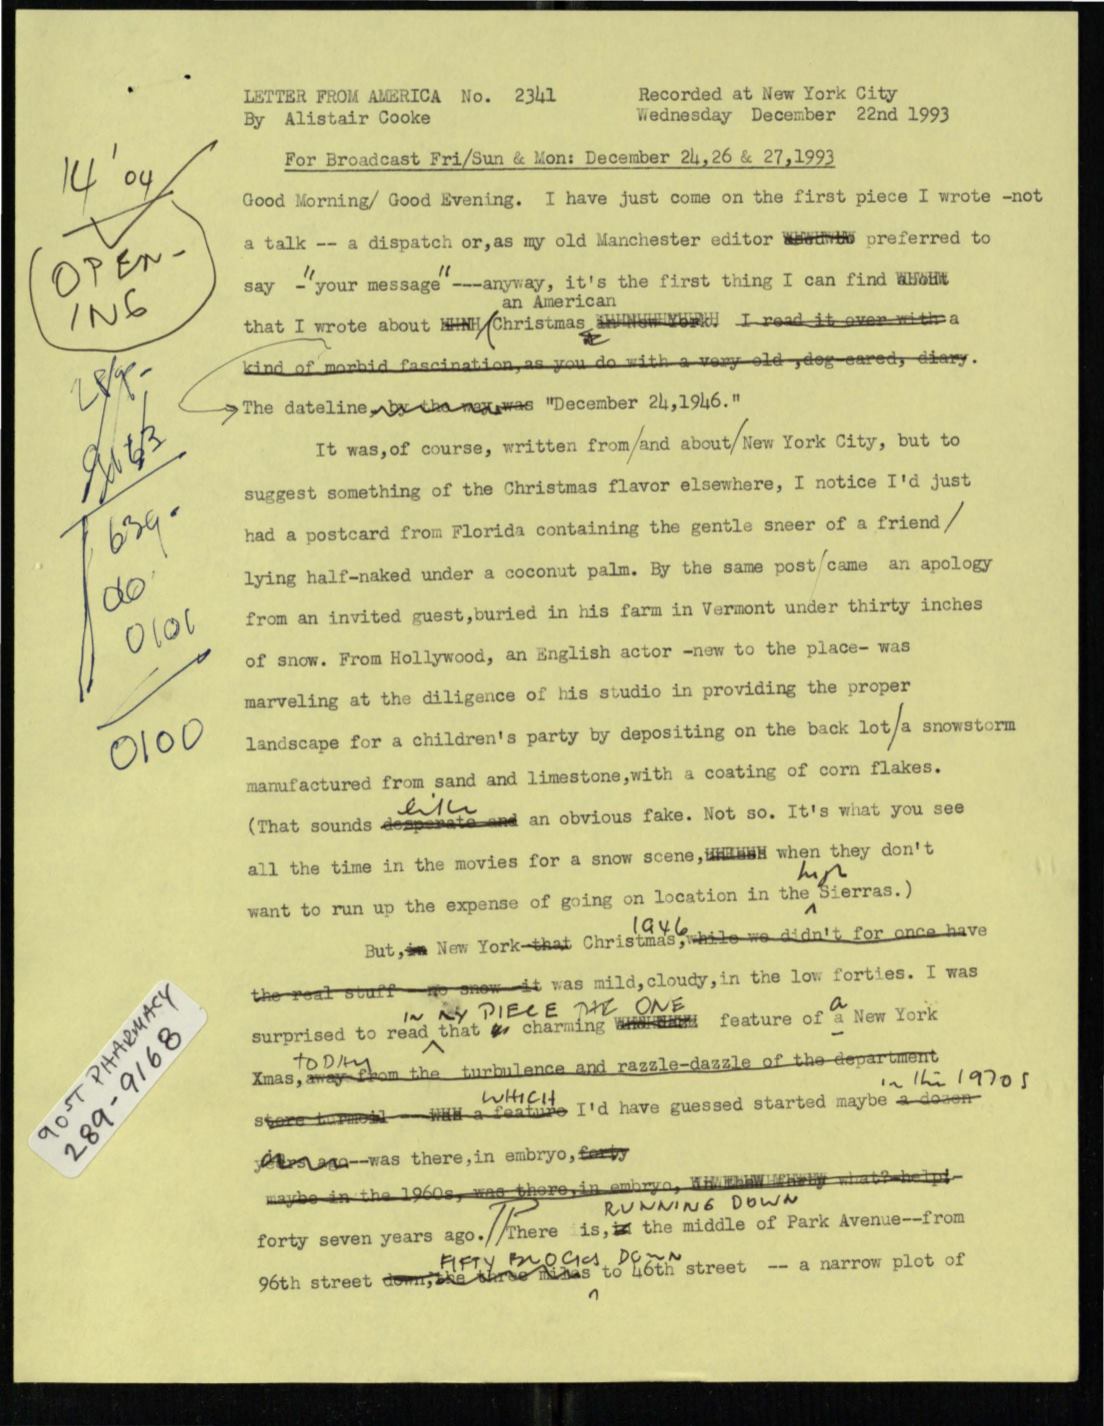 LETTER FROM AMERICA No. 2341 Recorded at New York City
By Alistair Cooke Wednesday December 22nd 1993
For Broadcast Fri/Sun & Mon: December 24,26 & 27,1993
14' 04
OPEN-
ING
Good Morning/ Good Evening. I have just come on the first piece I wrote -not
a talk -- a dispatch or,as my old Manchester editor preferred to
say -"your message"---anyway, it's the first thing I can find
an American
that I wrote about Christmas in New York. I read it over with a
kind of morbid fascination,as you do with a very old ,dog-eared, diary.
The dateline, by the way,was "December 24,1946."
It was,of course, written from/and about/New York City, but to
suggest something of the Christmas flavor elsewhere, I notice I'd just
had a postcard from Florida containing the gentle sneer of a friend/
lying half-naked under a coconut palm. By the same post/came an apology
from an invited guest,buried in his farm in Vermont under thirty inches
of snow. From Hollywood, an English actor -new to the place- was
marveling at the diligence of his studio in providing the proper
landscape for a children's party by depositing on the back lot/a snowstorm
manufactured from sand and limestone,with a coating of corn flakes.
like
(That sounds desperate and an obvious fake. Not so. It's what you see
all the time in the movies for a snow scene, when they don't
high
want to run up the expense of going on location in the Sierras.)
1946
But,in New York-that Christmas,while we didn't for once have
the real stuff -- no snow -it was mild,cloudy,in the low forties. I was
in MY PIECE THE ONE a
surprised to read that charming feature of a New York
TODAY
Xmas,away from the turbulence and razzle-dazzle of the department
WHICH in the 1970s
store turmoil --- a feature I'd have guessed started maybe a dozen
years ago--was there,in embryo,forty
maybe in the 1960s, was there,in embryo, what?-help!
RUNNING DOWN
forty seven years ago.//There is,in the middle of Park Avenue--from
FIFTY BLOCKS DOWN
96th street down,the three miles to 46th street -- a narrow plot of
639.
00
0101
0100
90ST PHARMACY
289-9168